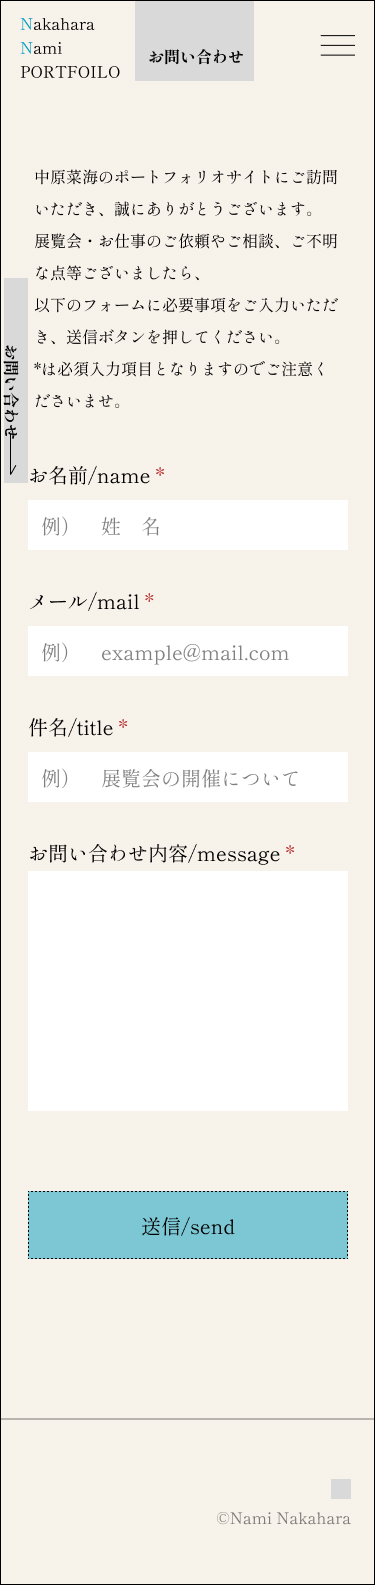 Nakahara
Nami
PORTFOILO
お問い合わせ
中原菜海のポートフォリオサイトにご訪問
いただき、誠にありがとうございます。
展覧会・お仕事のご依頼やご相談、ご不明
な点等ございましたら、
以下のフォームに必要事項をご入力いただ
き、送信ボタンを押してください。
*は必須入力項目となりますのでご注意く
ださいませ。
お問い合わせ
お名前/name *
例）　姓　名
メール/mail *
例）　example@mail.com
件名/title *
例）　展覧会の開催について
お問い合わせ内容/message *
送信/send
©Nami Nakahara